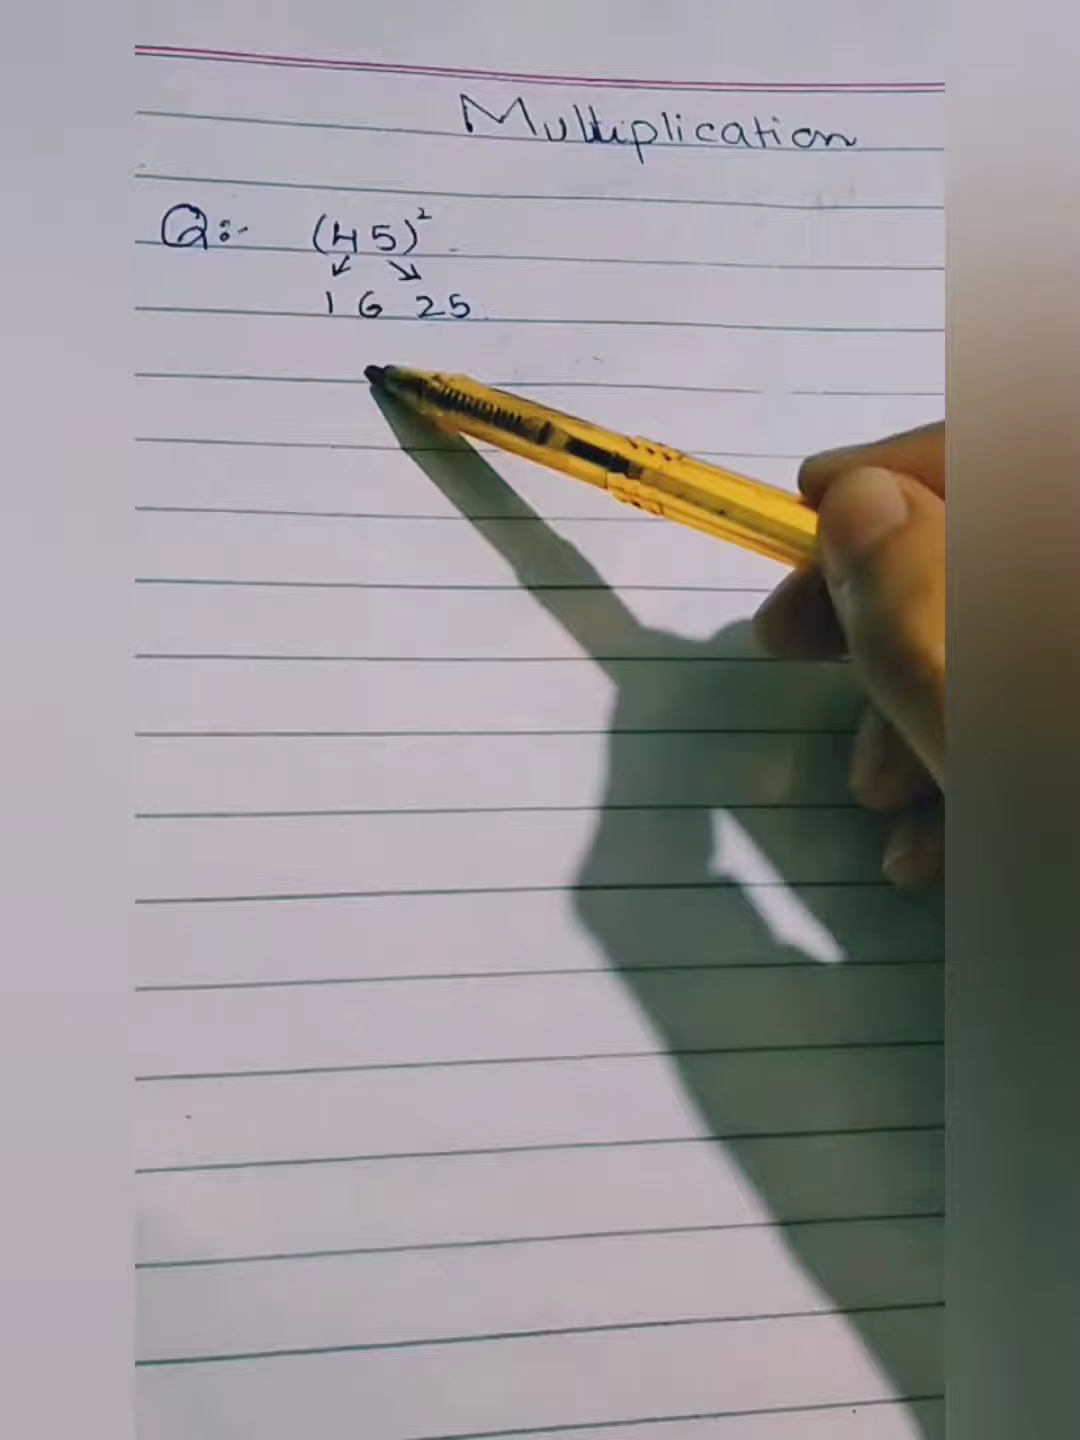 Multiplication
Q:- (45)²
↙ ↘
16 25